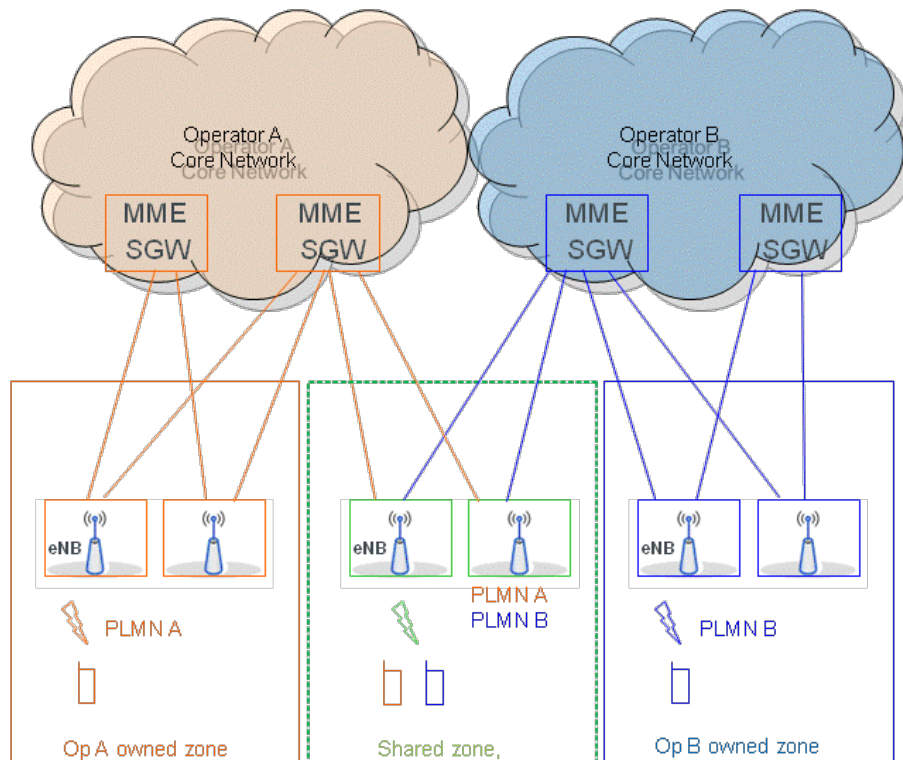 Operator A
Core Network
Operator A
Core Network
Operator B
Core Network
Operator B
Core Network
MME
SGW
MME
SGW
MME
SGW
MME
SGW
eNB
eNB
eNB
PLMN A
PLMN A
PLMN B
PLMN B
Op A owned zone
Shared zone,
Op B owned zone